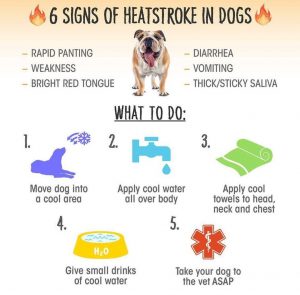 6 SIGNS OF HEATSTROKE IN DOGS
- RAPID PANTING
- WEAKNESS
- BRIGHT RED TONGUE
- DIARRHEA
- VOMITING
- THICK/STICKY SALIVA
WHAT TO DO:
1.
Move dog into
a cool area
2.
Apply cool water
all over body
3.
Apply cool
towels to head,
neck and chest
4.
H₂O
Give small drinks
of cool water
5.
Take your dog to
the vet ASAP